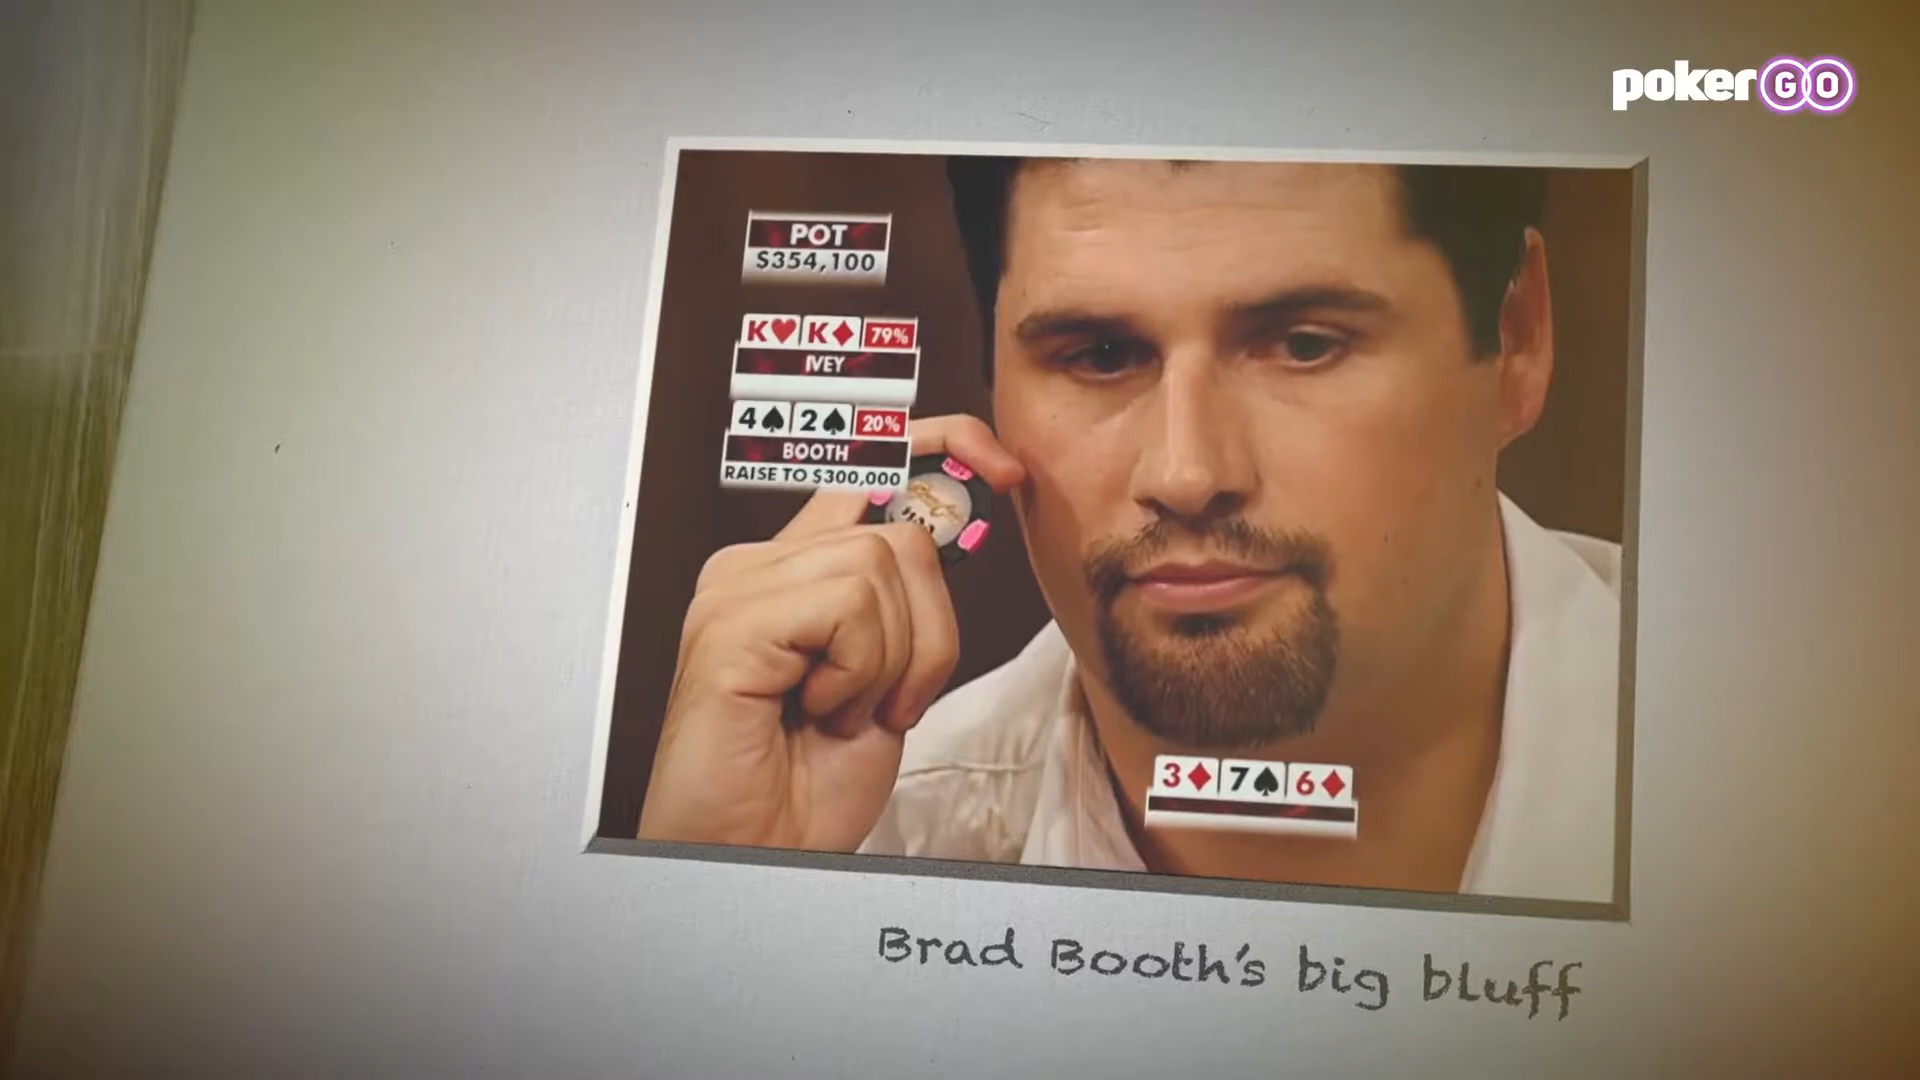 pokerGO
POT
$354,100
K♥ K♦ 79%
IVEY
4♠ 2♠ 20%
BOOTH
RAISE TO $300,000
3♦ 7♠ 6♦
Brad Booth's big bluff